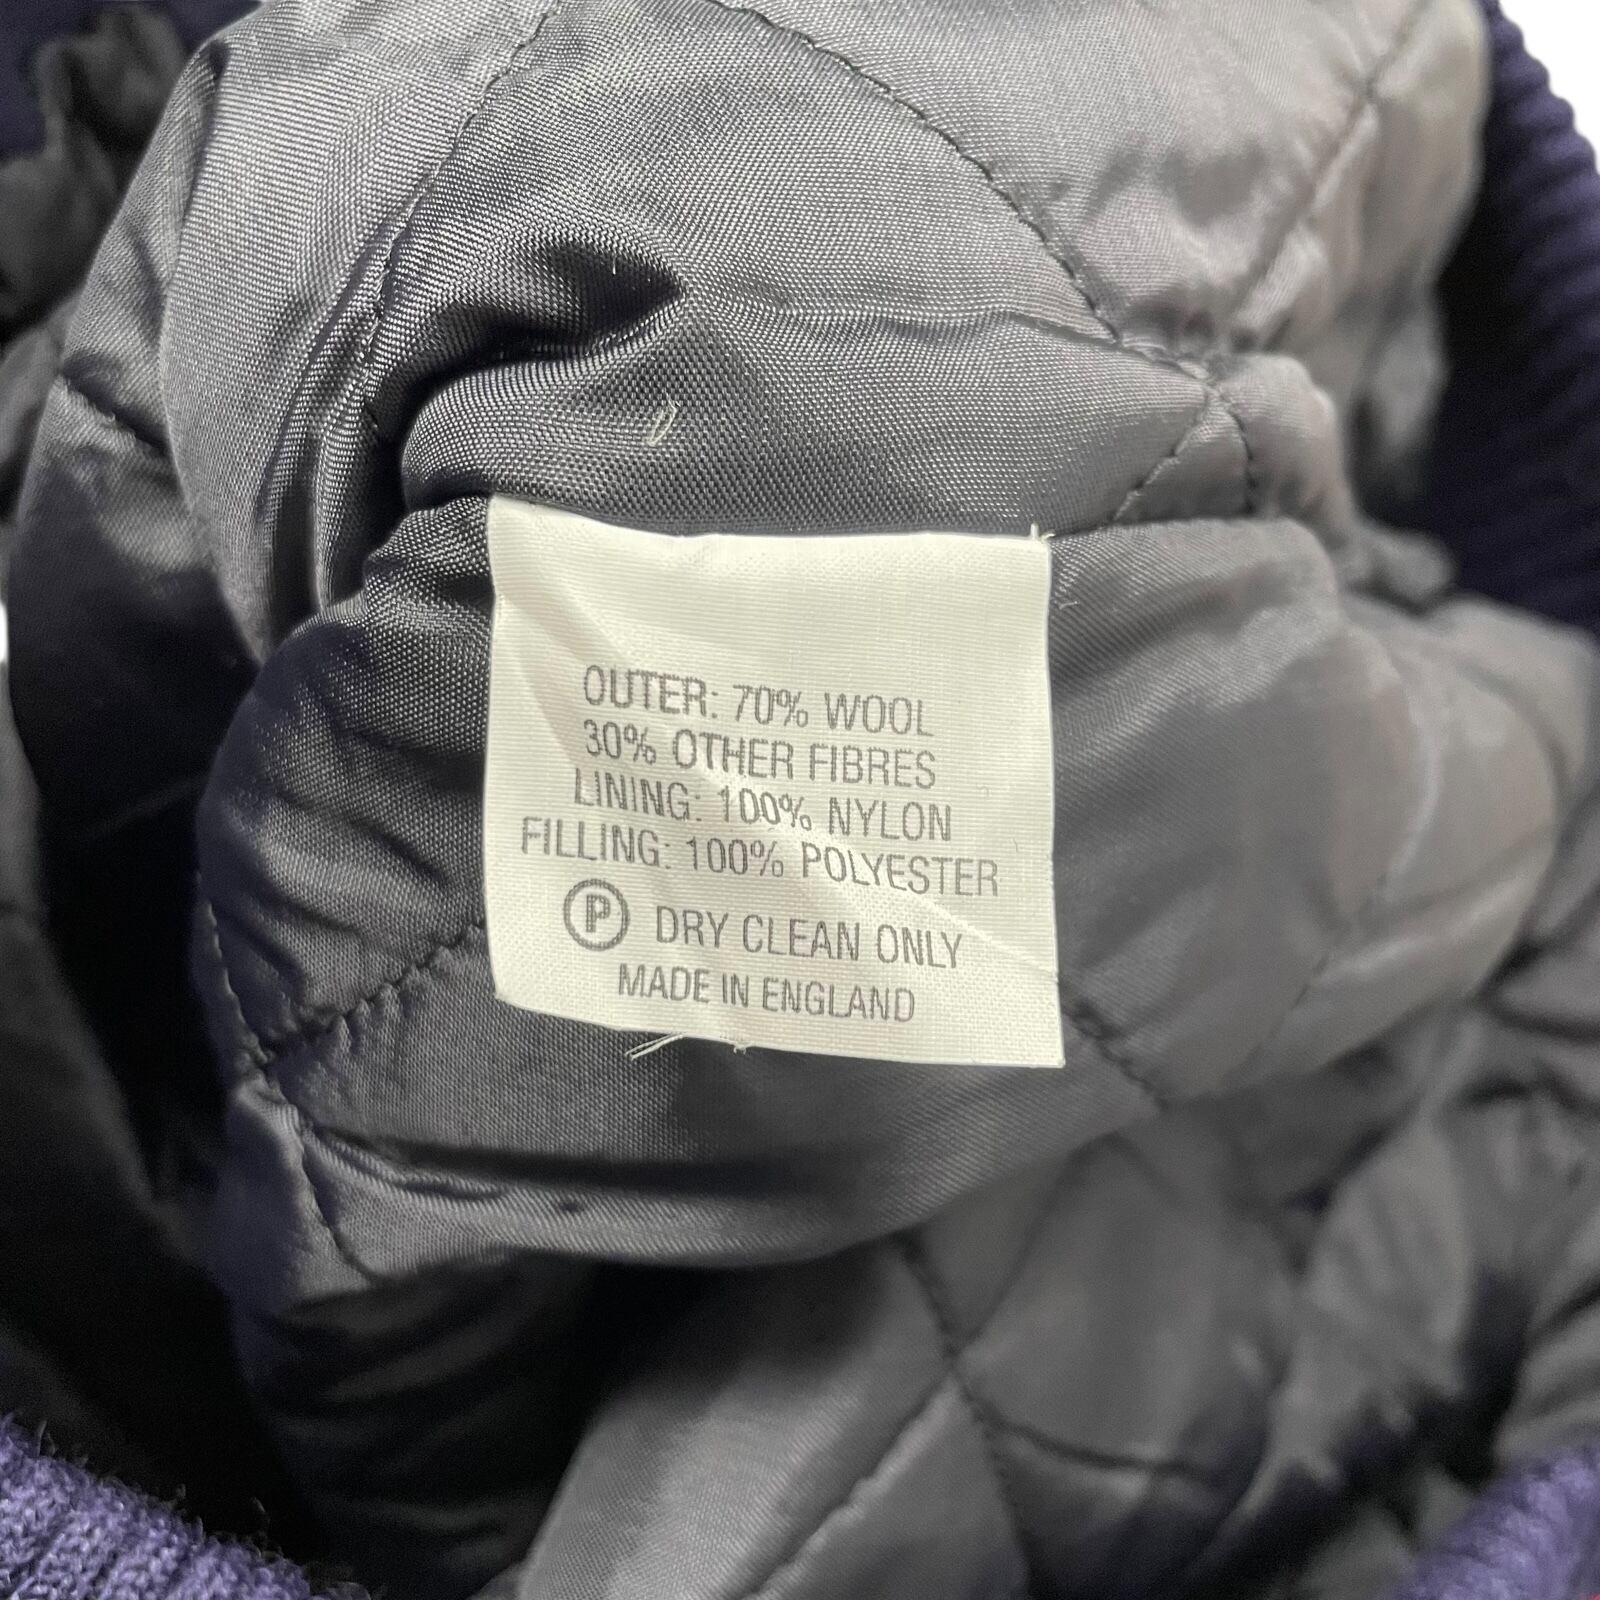 OUTER: 70% WOOL
30% OTHER FIBRES
LINING: 100% NYLON
FILLING: 100% POLYESTER
P DRY CLEAN ONLY
MADE IN ENGLAND